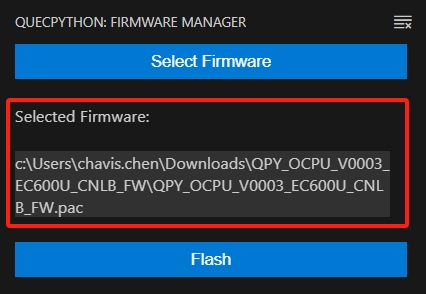 QUECPYTHON: FIRMWARE MANAGER
Select Firmware
Selected Firmware:
c:\Users\chavis.chen\Downloads\QPY_OCPU_V0003_
EC600U_CNLB_FW\QPY_OCPU_V0003_EC600U_CNL
B_FW.pac
Flash